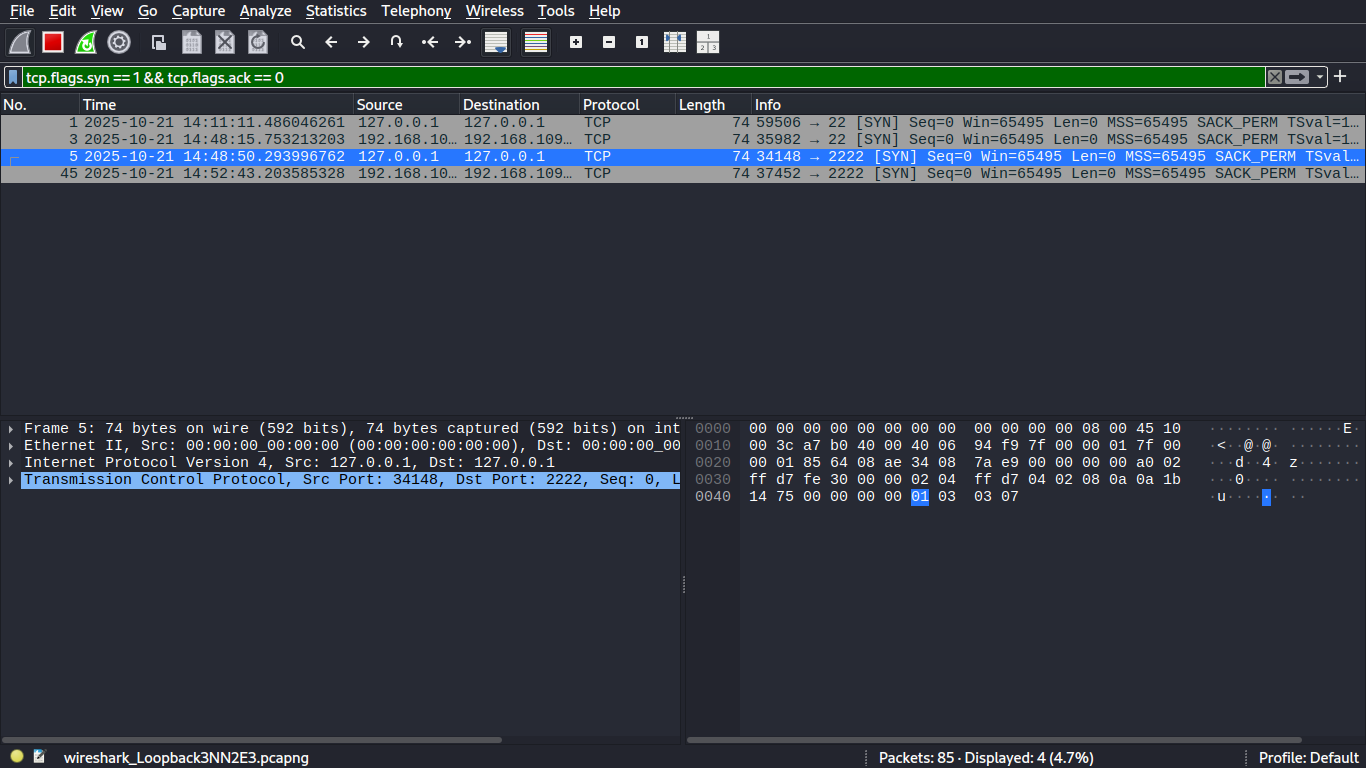 File Edit View Go Capture Analyze Statistics Telephony Wireless Tools Help
1
1
2 3
tcp.flags.syn == 1 && tcp.flags.ack == 0
No. Time Source Destination Protocol Length Info
1 2025-10-21 14:11:11.486046261 127.0.0.1 127.0.0.1 TCP 74 59506 → 22 [SYN] Seq=0 Win=65495 Len=0 MSS=65495 SACK_PERM TSval=1…
3 2025-10-21 14:48:15.753213203 192.168.10… 192.168.109… TCP 74 35982 → 22 [SYN] Seq=0 Win=65495 Len=0 MSS=65495 SACK_PERM TSval=1…
5 2025-10-21 14:48:50.293996762 127.0.0.1 127.0.0.1 TCP 74 34148 → 2222 [SYN] Seq=0 Win=65495 Len=0 MSS=65495 SACK_PERM TSval…
45 2025-10-21 14:52:43.203585328 192.168.10… 192.168.109… TCP 74 37452 → 2222 [SYN] Seq=0 Win=65495 Len=0 MSS=65495 SACK_PERM TSval…
Frame 5: 74 bytes on wire (592 bits), 74 bytes captured (592 bits) on int
Ethernet II, Src: 00:00:00_00:00:00 (00:00:00:00:00:00), Dst: 00:00:00_00
Internet Protocol Version 4, Src: 127.0.0.1, Dst: 127.0.0.1
Transmission Control Protocol, Src Port: 34148, Dst Port: 2222, Seq: 0, L
0000 00 00 00 00 00 00 00 00 00 00 00 00 08 00 45 10 ········ ······E·
0010 00 3c a7 b0 40 00 40 06 94 f9 7f 00 00 01 7f 00 ·<··@·@· ········
0020 00 01 85 64 08 ae 34 08 7a e9 00 00 00 00 a0 02 ···d··4· z·······
0030 ff d7 fe 30 00 00 02 04 ff d7 04 02 08 0a 0a 1b ···0···· ········
0040 14 75 00 00 00 00 01 03 03 07 ·u······ ··
wireshark_Loopback3NN2E3.pcapng Packets: 85 · Displayed: 4 (4.7%) Profile: Default